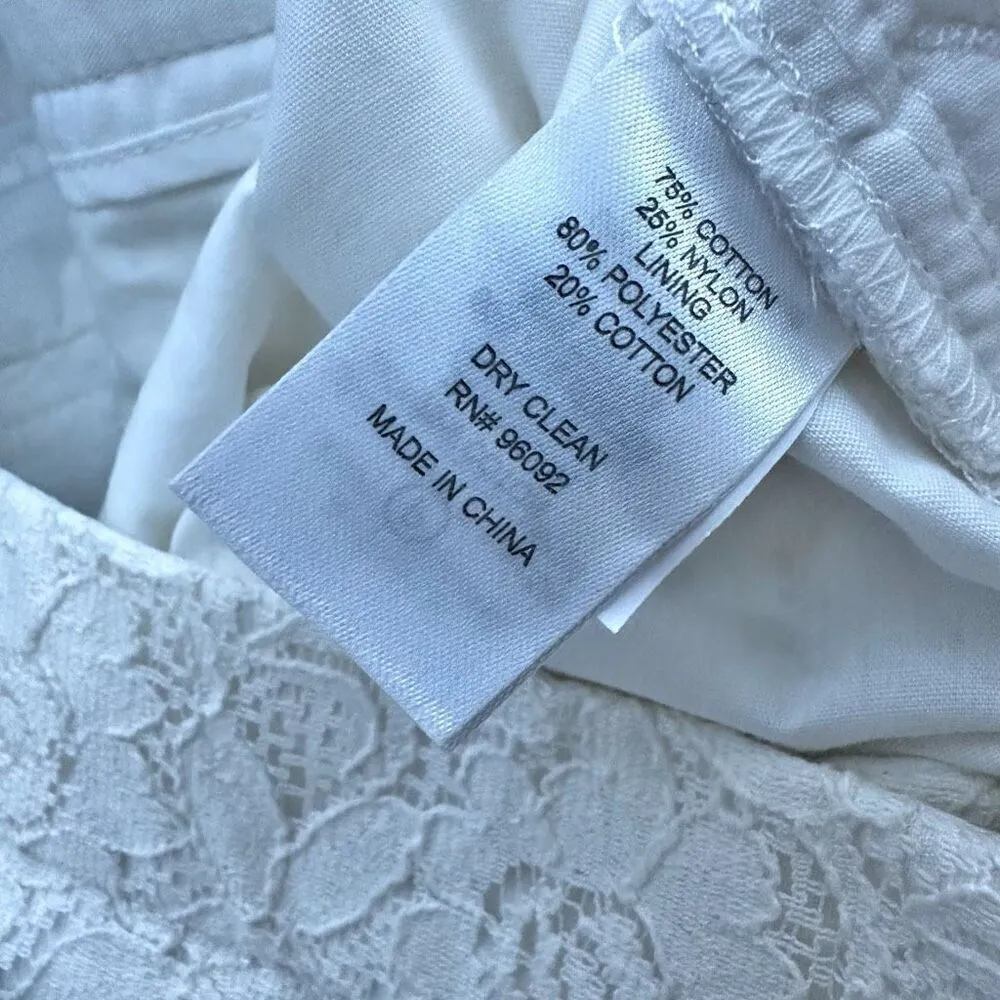 75% COTTON
25% NYLON
LINING
80% POLYESTER
20% COTTON
DRY CLEAN
RN# 96092
MADE IN CHINA